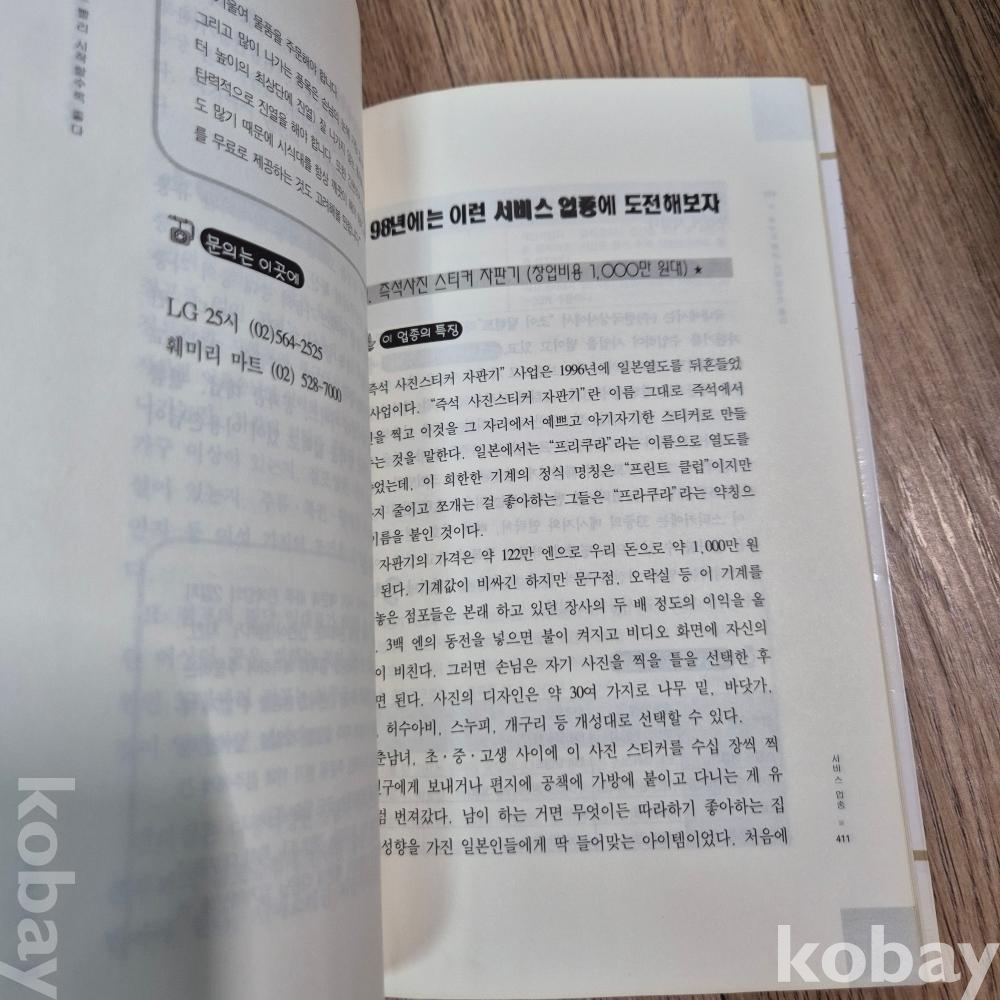 빨리 시작할수록 좋다
기울여 물품을 주문해야 합니다.
그리고 많이 나가는 품목은 손님의
터 높이의 최상단에 진열) 잘 나가지
탄력적으로 진열을 해야 합니다. 또한
도 많기 때문에 시식대를 항상 깨끗이
를 무료로 제공하는 것도 고려해볼 만합니다."
문의는 이곳에
LG 25시 (02)564-2525
훼미리 마트 (02) 528-7000
98년에는 이런 서비스 업종에 도전해보자
. 즉석사진 스티커 자판기 (창업비용 1,000만 원대) ★
이 업종의 특징
즉석 사진스티커 자판기" 사업은 1996년에 일본열도를 뒤흔들었
사업이다. "즉석 사진스티커 자판기"란 이름 그대로 즉석에서
을 찍고 이것을 그 자리에서 예쁘고 아기자기한 스티커로 만들
는 것을 말한다. 일본에서는 "프리쿠라"라는 이름으로 열도를
었는데, 이 희한한 기계의 정식 명칭은 "프린트 클럽"이지만
지 줄이고 쪼개는 걸 좋아하는 그들은 "프라쿠라"라는 약칭으
이름을 붙인 것이다.
자판기의 가격은 약 122만 엔으로 우리 돈으로 약 1,000만 원
된다. 기계값이 비싸긴 하지만 문구점, 오락실 등 이 기계를
놓은 점포들은 본래 하고 있던 장사의 두 배 정도의 이익을 올
. 3백 엔의 동전을 넣으면 불이 켜지고 비디오 화면에 자신의
이 비친다. 그러면 손님은 자기 사진을 찍을 틀을 선택한 후
면 된다. 사진의 디자인은 약 30여 가지로 나무 밑, 바닷가,
허수아비, 스누피, 개구리 등 개성대로 선택할 수 있다.
춘남녀, 초·중·고생 사이에 이 사진 스티커를 수십 장씩 찍
친구에게 보내거나 편지에 공책에 가방에 붙이고 다니는 게 유
럼 번져갔다. 남이 하는 거면 무엇이든 따라하기 좋아하는 집
성향을 가진 일본인들에게 딱 들어맞는 아이템이었다. 처음에
서비스 업종
411
kobay
kobay